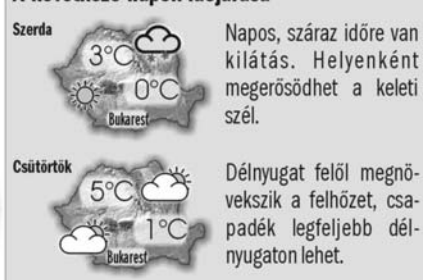 A következő napok időjárása
Szerda
3°C
0°C
Bukarest
Napos, száraz időre van
kilátás. Helyenként
megerősödhet a keleti
szél.
Csütörtök
5°C
1°C
Bukarest
Délnyugat felől megnö-
vekszik a felhőzet, csa-
padék legfeljebb dél-
nyugaton lehet.